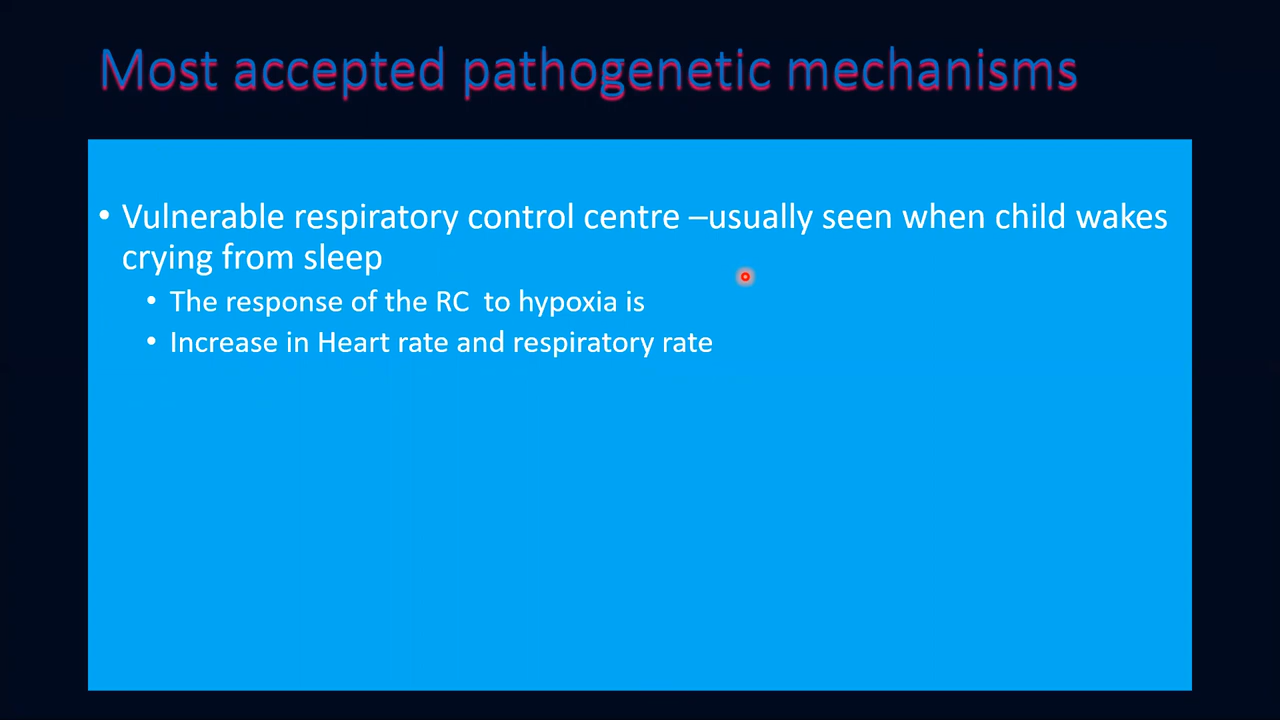 Most accepted pathogenetic mechanisms
• Vulnerable respiratory control centre –usually seen when child wakes
crying from sleep
• The response of the RC  to hypoxia is
• Increase in Heart rate and respiratory rate